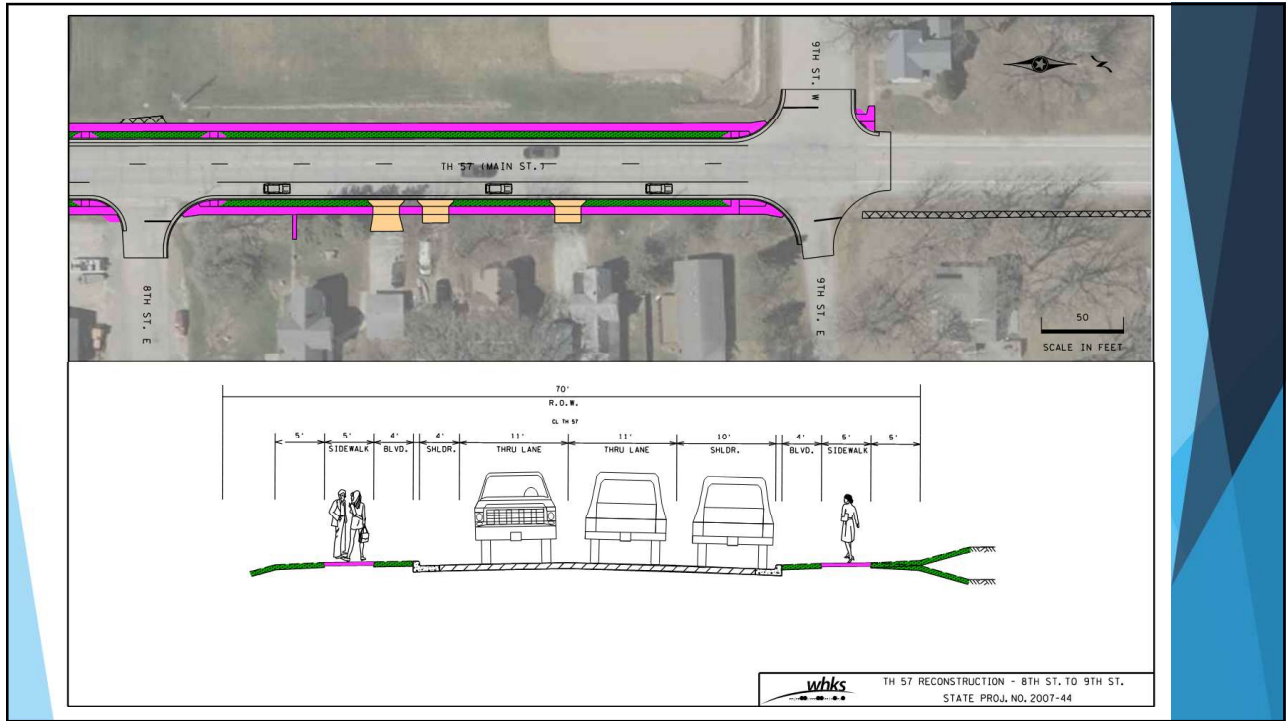 9TH ST. W
TH 57 (MAIN ST.)
8TH ST. E
9TH ST. E
50
SCALE IN FEET
70'
R.O.W.
CL TH 57
5' 5' 4' 4' 11' 11' 10' 4' 5' 5'
SIDEWALK BLVD. SHLDR. THRU LANE THRU LANE SHLDR. BLVD. SIDEWALK
whks
TH 57 RECONSTRUCTION - 8TH ST. TO 9TH ST.
STATE PROJ. NO. 2007-44